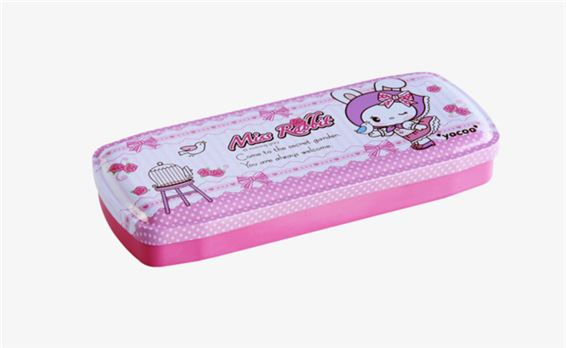 Miss Rabbit
Come to the secret garden.
You are always welcome.
"YOCOO"